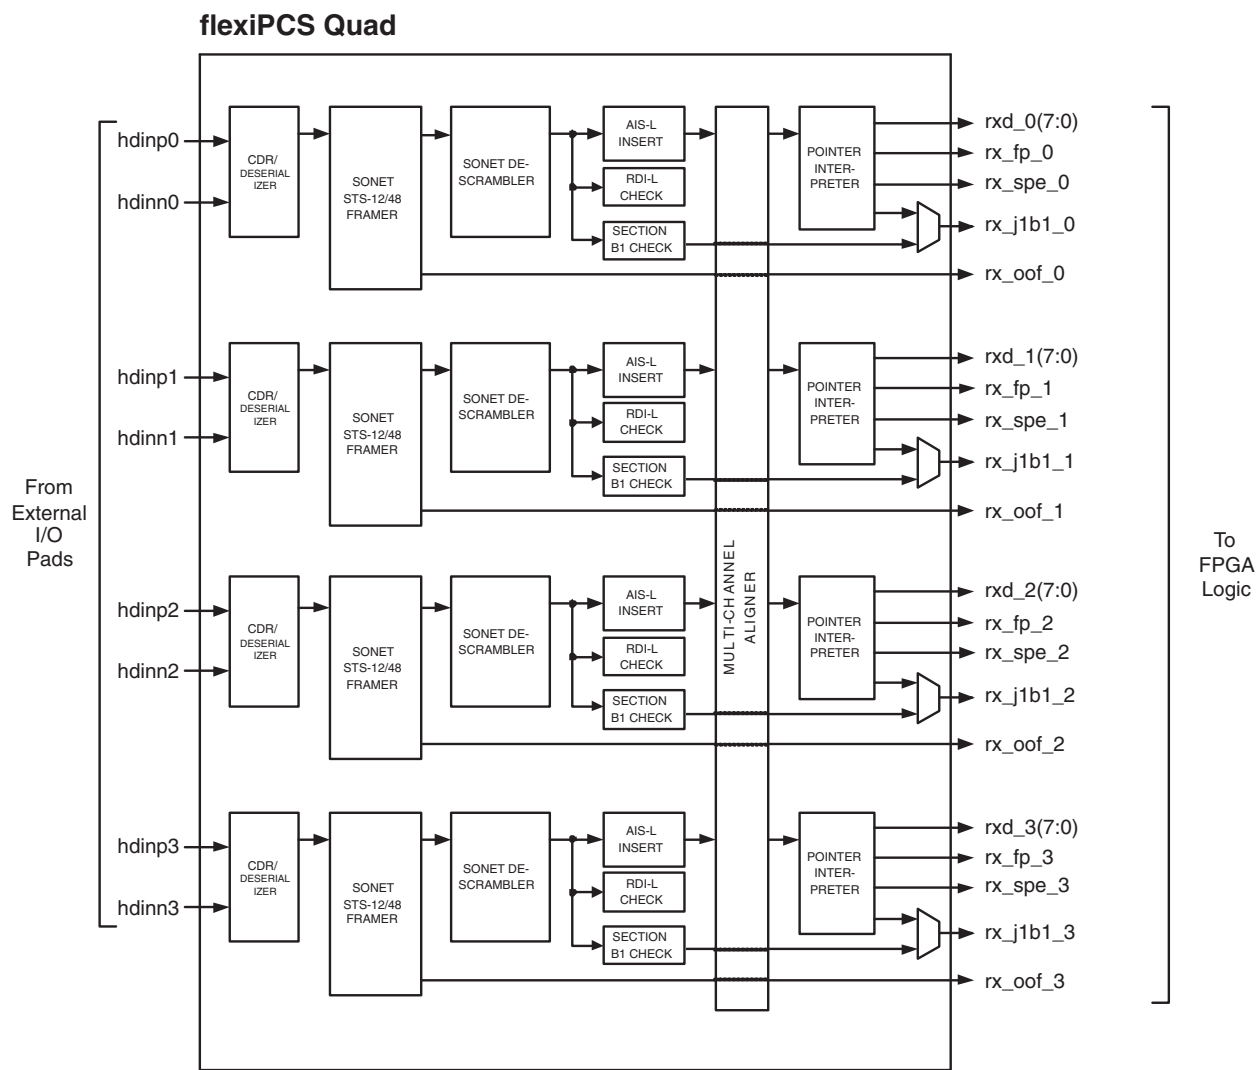 flexiPCS Quad
From
External
I/O
Pads
hdinp0
hdinn0
CDR/
DESERIAL
IZER
SONET
STS-12/48
FRAMER
SONET DE-
SCRAMBLER
AIS-L
INSERT
RDI-L
CHECK
SECTION
B1 CHECK
POINTER
INTER-
PRETER
rxd_0(7:0)
rx_fp_0
rx_spe_0
rx_j1b1_0
rx_oof_0
hdinp1
hdinn1
CDR/
DESERIAL
IZER
SONET
STS-12/48
FRAMER
SONET DE-
SCRAMBLER
AIS-L
INSERT
RDI-L
CHECK
SECTION
B1 CHECK
POINTER
INTER-
PRETER
rxd_1(7:0)
rx_fp_1
rx_spe_1
rx_j1b1_1
rx_oof_1
MULTI-CHANNEL
ALIGNER
hdinp2
hdinn2
CDR/
DESERIAL
IZER
SONET
STS-12/48
FRAMER
SONET DE-
SCRAMBLER
AIS-L
INSERT
RDI-L
CHECK
SECTION
B1 CHECK
POINTER
INTER-
PRETER
rxd_2(7:0)
rx_fp_2
rx_spe_2
rx_j1b1_2
rx_oof_2
hdinp3
hdinn3
CDR/
DESERIAL
IZER
SONET
STS-12/48
FRAMER
SONET DE-
SCRAMBLER
AIS-L
INSERT
RDI-L
CHECK
SECTION
B1 CHECK
POINTER
INTER-
PRETER
rxd_3(7:0)
rx_fp_3
rx_spe_3
rx_j1b1_3
rx_oof_3
To
FPGA
Logic